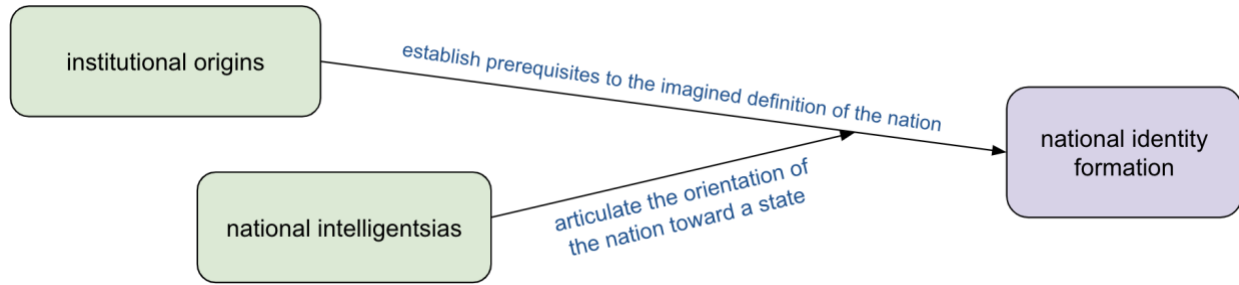 institutional origins
establish prerequisites to the imagined definition of the nation
national identity
formation
national intelligentsias
articulate the orientation of
the nation toward a state